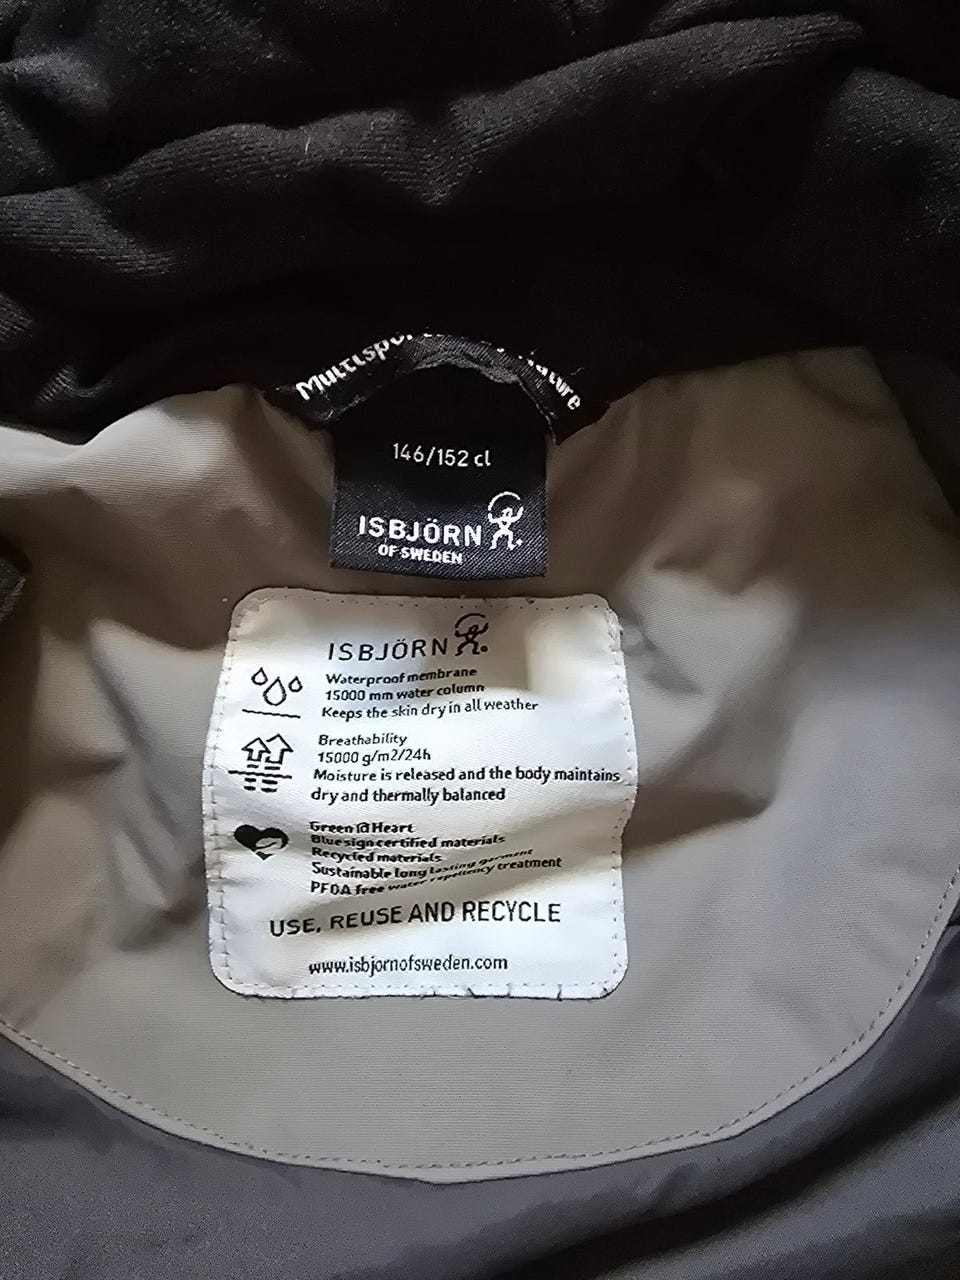 Multispor ature
146/152 cl
ISBJÖRN
OF SWEDEN
ISBJÖRN
Waterproof membrane
15000 mm water column
Keeps the skin dry in all weather
Breathability
15000 g/m2/24h
Moisture is released and the body maintains
dry and thermally balanced
Green @ Heart
Bluesign certified materials
Recycled materials
Sustainable long lasting garment
PFOA free water repellency treatment
USE, REUSE AND RECYCLE
www.isbjornofsweden.com